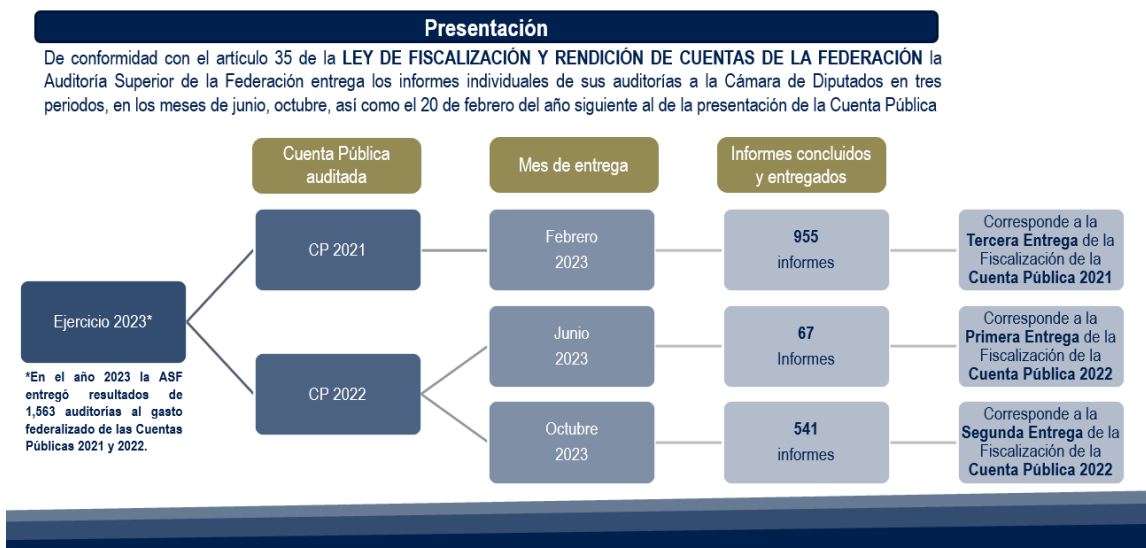 Presentación
De conformidad con el artículo 35 de la LEY DE FISCALIZACIÓN Y RENDICIÓN DE CUENTAS DE LA FEDERACIÓN la
Auditoría Superior de la Federación entrega los informes individuales de sus auditorías a la Cámara de Diputados en tres
periodos, en los meses de junio, octubre, así como el 20 de febrero del año siguiente al de la presentación de la Cuenta Pública
Cuenta Pública
auditada
Mes de entrega
Informes concluidos
y entregados
Ejercicio 2023*
*En el año 2023 la ASF
entregó resultados de
1,563 auditorías al gasto
federalizado de las Cuentas
Públicas 2021 y 2022.
CP 2021
Febrero
2023
955
informes
Corresponde a la
Tercera Entrega de la
Fiscalización de la
Cuenta Pública 2021
CP 2022
Junio
2023
67
Informes
Corresponde a la
Primera Entrega de la
Fiscalización de la
Cuenta Pública 2022
Octubre
2023
541
informes
Corresponde a la
Segunda Entrega de la
Fiscalización de la
Cuenta Pública 2022